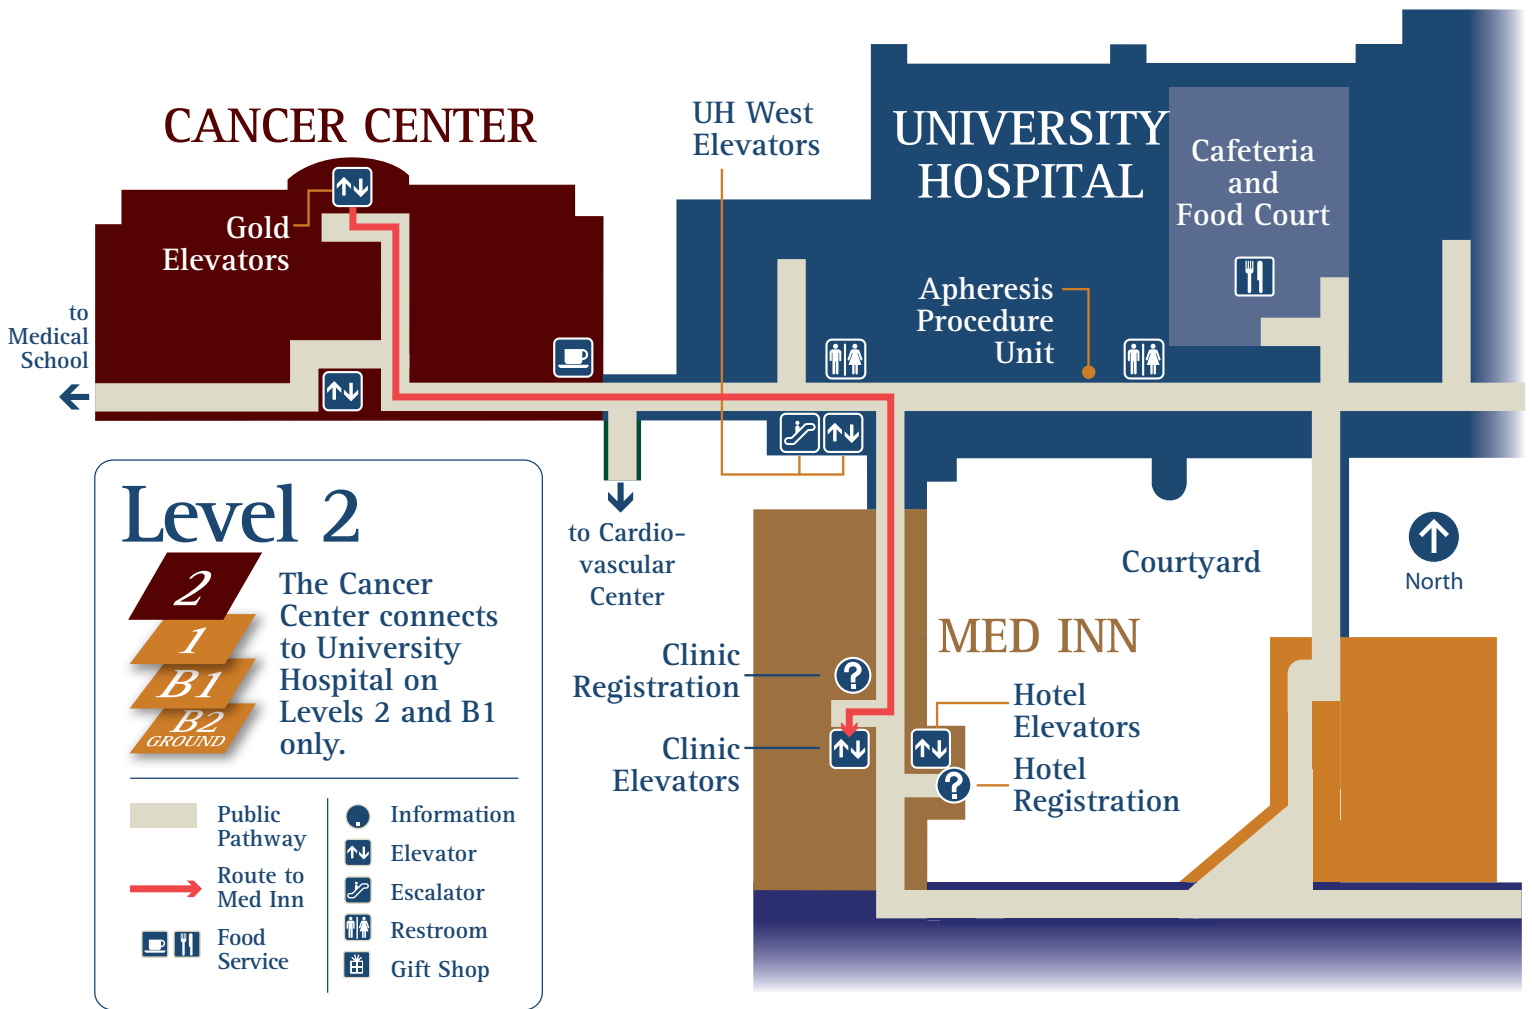 CANCER CENTER
UH West
Elevators
UNIVERSITY
HOSPITAL
Cafeteria
and
Food Court
Gold
Elevators
Apheresis
Procedure
Unit
to
Medical
School
Level 2
2
1
B1
B2
GROUND
The Cancer
Center connects
to University
Hospital on
Levels 2 and B1
only.
Public
Pathway
Route to
Med Inn
Food
Service
Information
Elevator
Escalator
Restroom
Gift Shop
to Cardio-
vascular
Center
Courtyard
North
MED INN
Clinic
Registration
?
Clinic
Elevators
Hotel
Elevators
Hotel
Registration
?